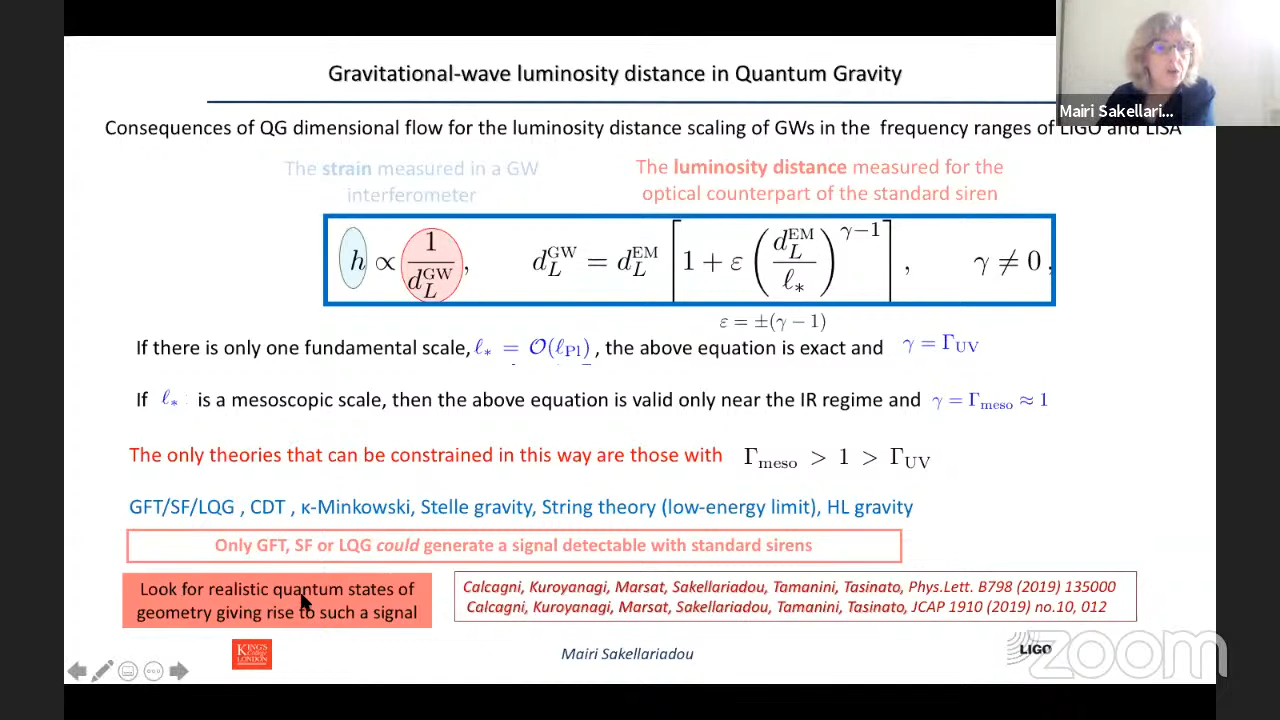 Gravitational-wave luminosity distance in Quantum Gravity
Mairi Sakellari...
Consequences of QG dimensional flow for the luminosity distance scaling of GWs in the frequency ranges of LIGO and LISA
The strain measured in a GW
interferometer
The luminosity distance measured for the
optical counterpart of the standard siren
h ∝ 1/d_L^GW, d_L^GW = d_L^EM [1 + ε (d_L^EM/ℓ_*)^(γ−1)], γ ≠ 0,
ε = ±(γ − 1)
If there is only one fundamental scale, ℓ_* = O(ℓ_Pl), the above equation is exact and γ = Γ_UV
If ℓ_* is a mesoscopic scale, then the above equation is valid only near the IR regime and γ = Γ_meso ≈ 1
The only theories that can be constrained in this way are those with Γ_meso > 1 > Γ_UV
GFT/SF/LQG , CDT , κ-Minkowski, Stelle gravity, String theory (low-energy limit), HL gravity
Only GFT, SF or LQG could generate a signal detectable with standard sirens
Look for realistic quantum states of
geometry giving rise to such a signal
Calcagni, Kuroyanagi, Marsat, Sakellariadou, Tamanini, Tasinato, Phys.Lett. B798 (2019) 135000
Calcagni, Kuroyanagi, Marsat, Sakellariadou, Tamanini, Tasinato, JCAP 1910 (2019) no.10, 012
KING'S
College
LONDON
Mairi Sakellariadou
LIGO
zoom